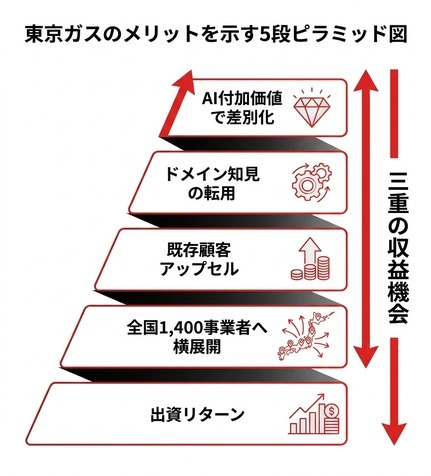 東京ガスのメリットを示す5段ピラミッド図
AI付加価値
で差別化
ドメイン知見
の転用
既存顧客
アップセル
全国1,400事業者へ
横展開
出資リターン
$
三重の収益機会